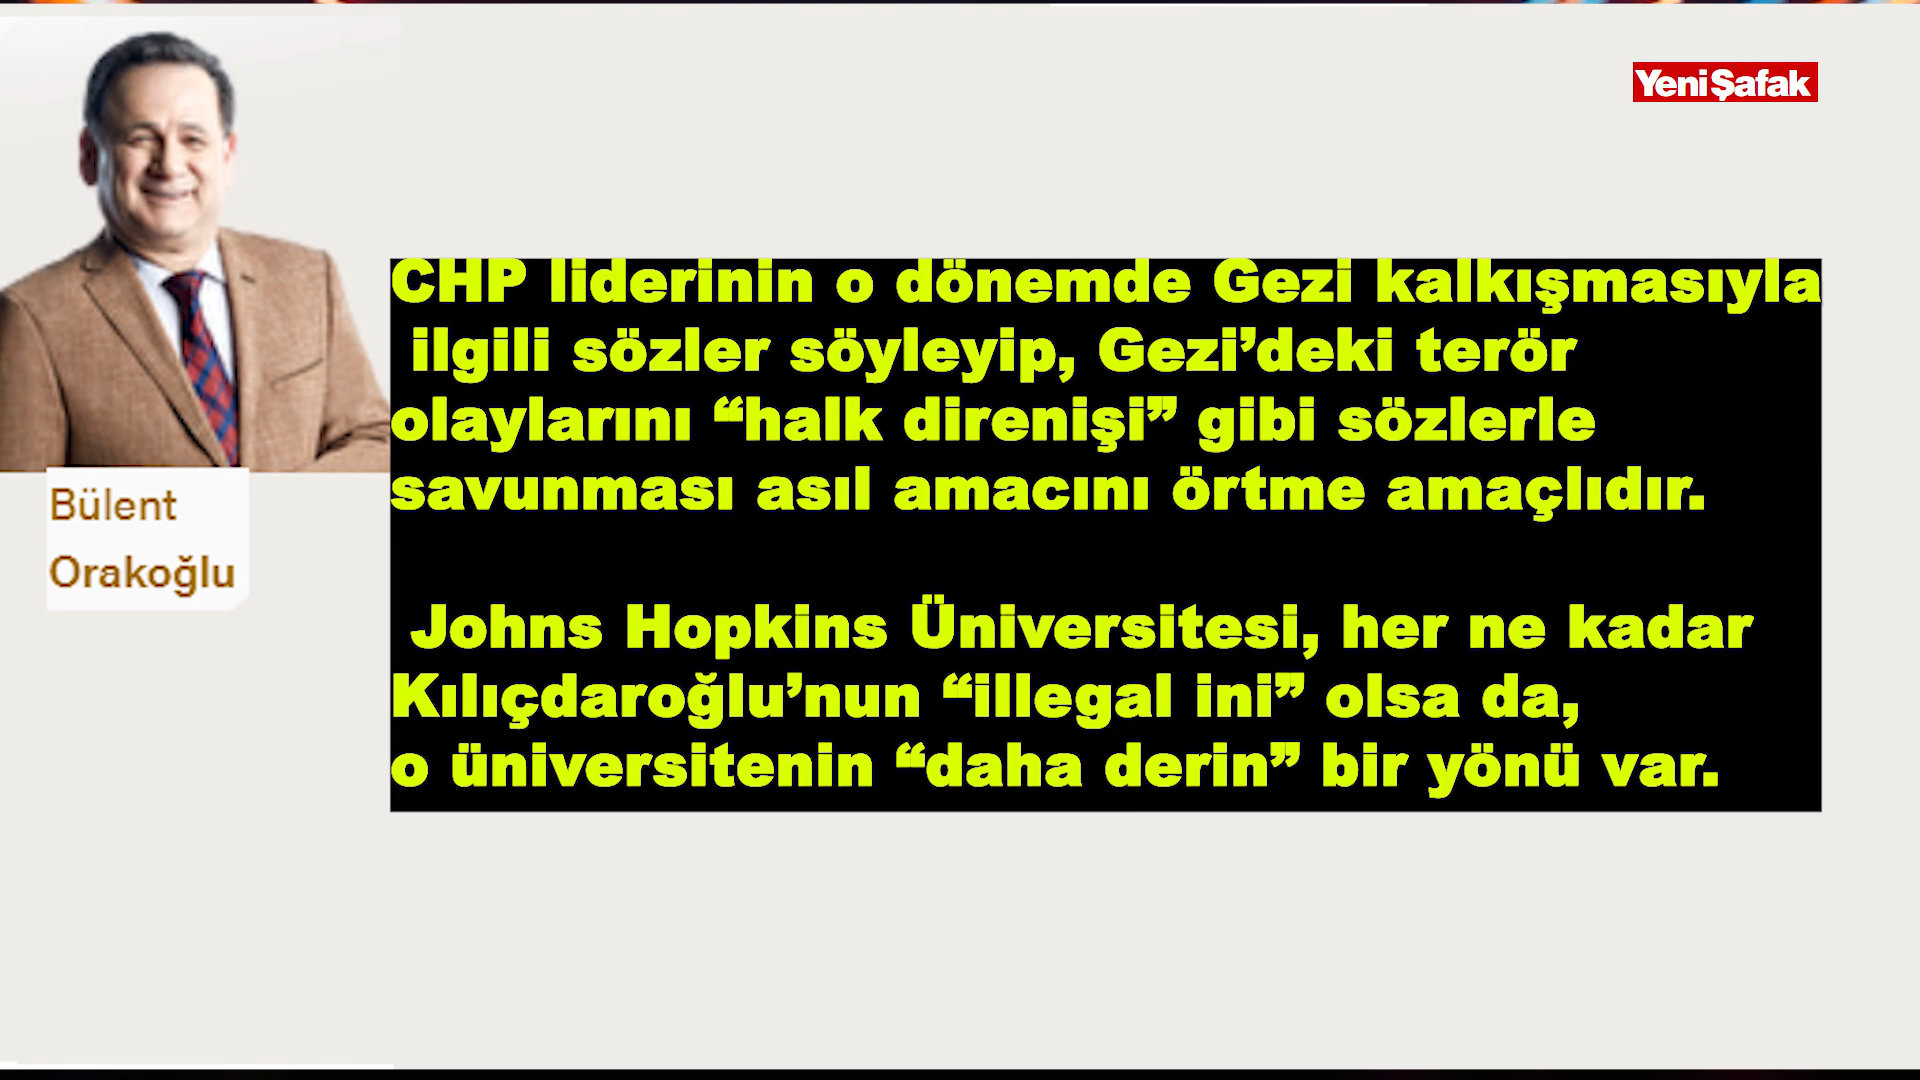 YeniŞafak
CHP liderinin o dönemde Gezi kalkışmasıyla
ilgili sözler söyleyip, Gezi’deki terör
olaylarını “halk direnişi” gibi sözlerle
savunması asıl amacını örtme amaçlıdır.
Johns Hopkins Üniversitesi, her ne kadar
Kılıçdaroğlu’nun “illegal ini” olsa da,
o üniversitenin “daha derin” bir yönü var.
Bülent
Orakoğlu